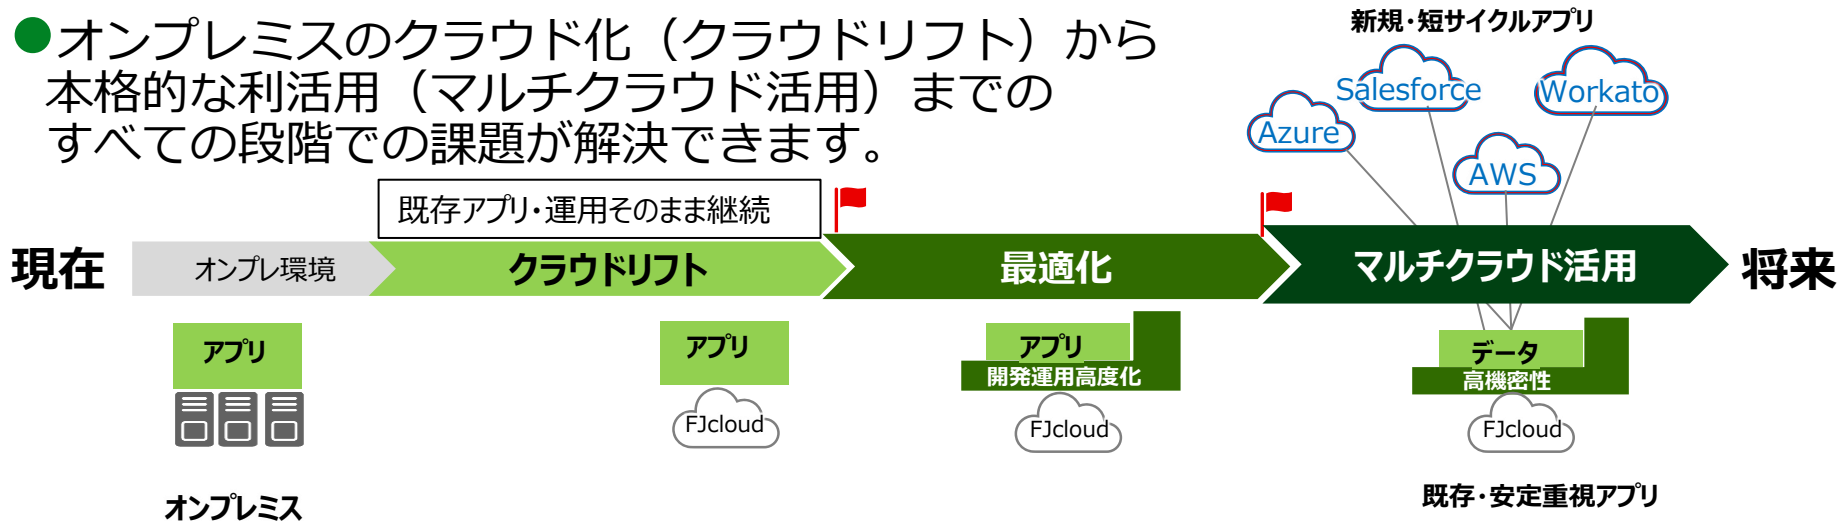 ●オンプレミスのクラウド化（クラウドリフト）から
本格的な利活用（マルチクラウド活用）までの
すべての段階での課題が解決できます。
新規・短サイクルアプリ
Salesforce
Workato
Azure
AWS
既存アプリ・運用そのまま継続
現在
オンプレ環境
クラウドリフト
最適化
マルチクラウド活用
将来
アプリ
アプリ
アプリ
開発運用高度化
データ
高機密性
FJcloud
FJcloud
FJcloud
オンプレミス
既存・安定重視アプリ